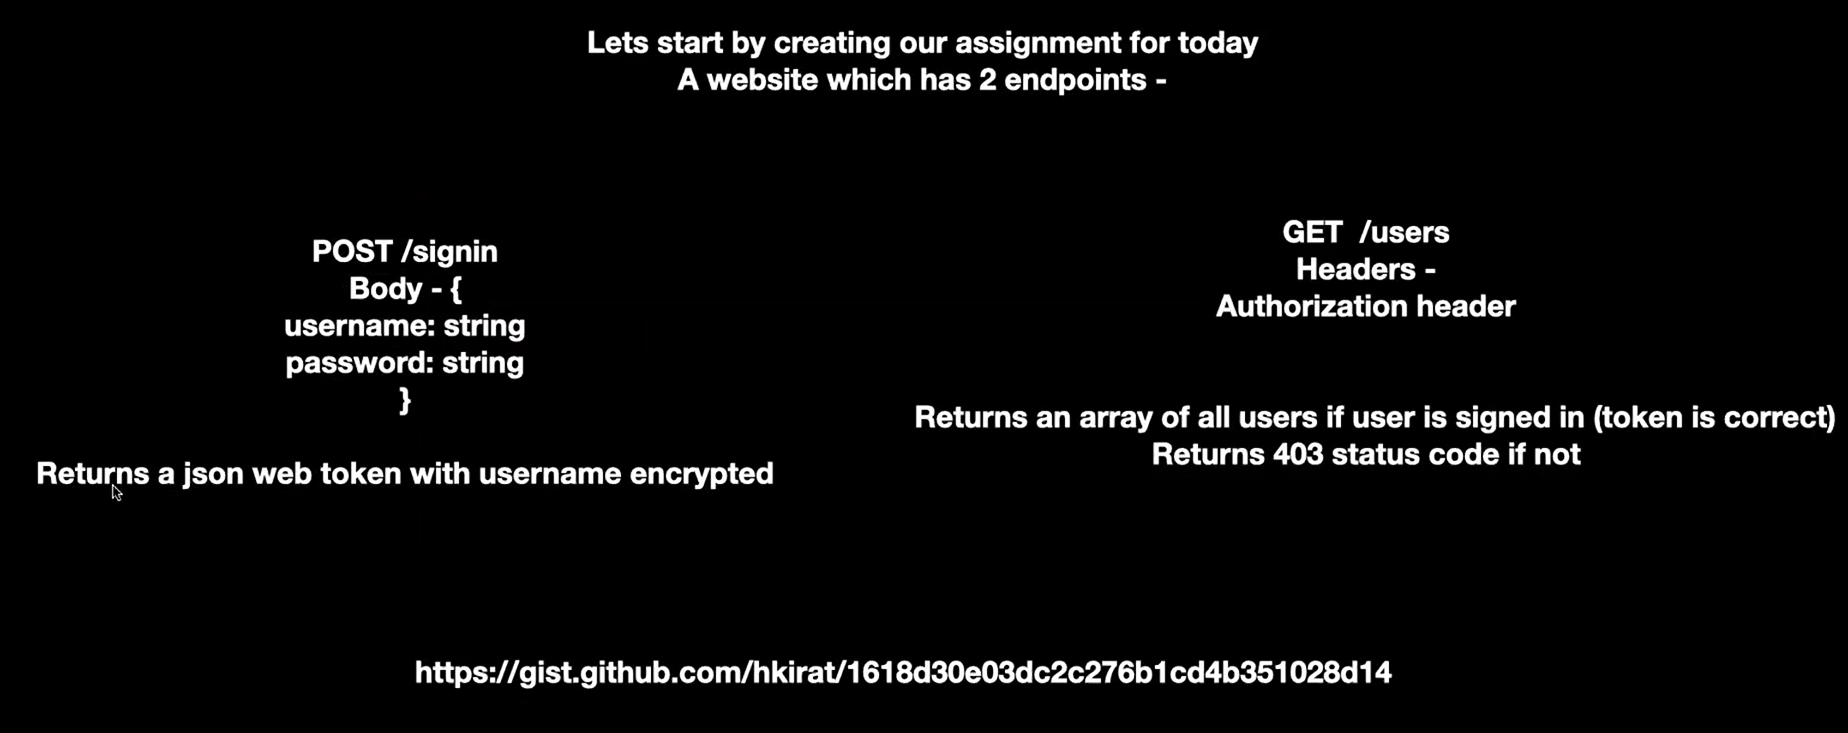 Lets start by creating our assignment for today
A website which has 2 endpoints -
POST /signin
Body - {
username: string
password: string
}
Returns a json web token with username encrypted
GET  /users
Headers -
Authorization header
Returns an array of all users if user is signed in (token is correct)
Returns 403 status code if not
https://gist.github.com/hkirat/1618d30e03dc2c276b1cd4b351028d14